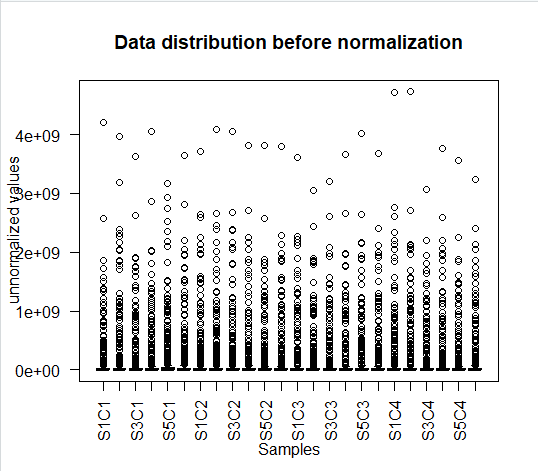 Data distribution before normalization
unnormalized values
4e+09
3e+09
2e+09
1e+09
0e+00
S1C1
S3C1
S5C1
S1C2
S3C2
S5C2
S1C3
S3C3
S5C3
S1C4
S3C4
S5C4
Samples